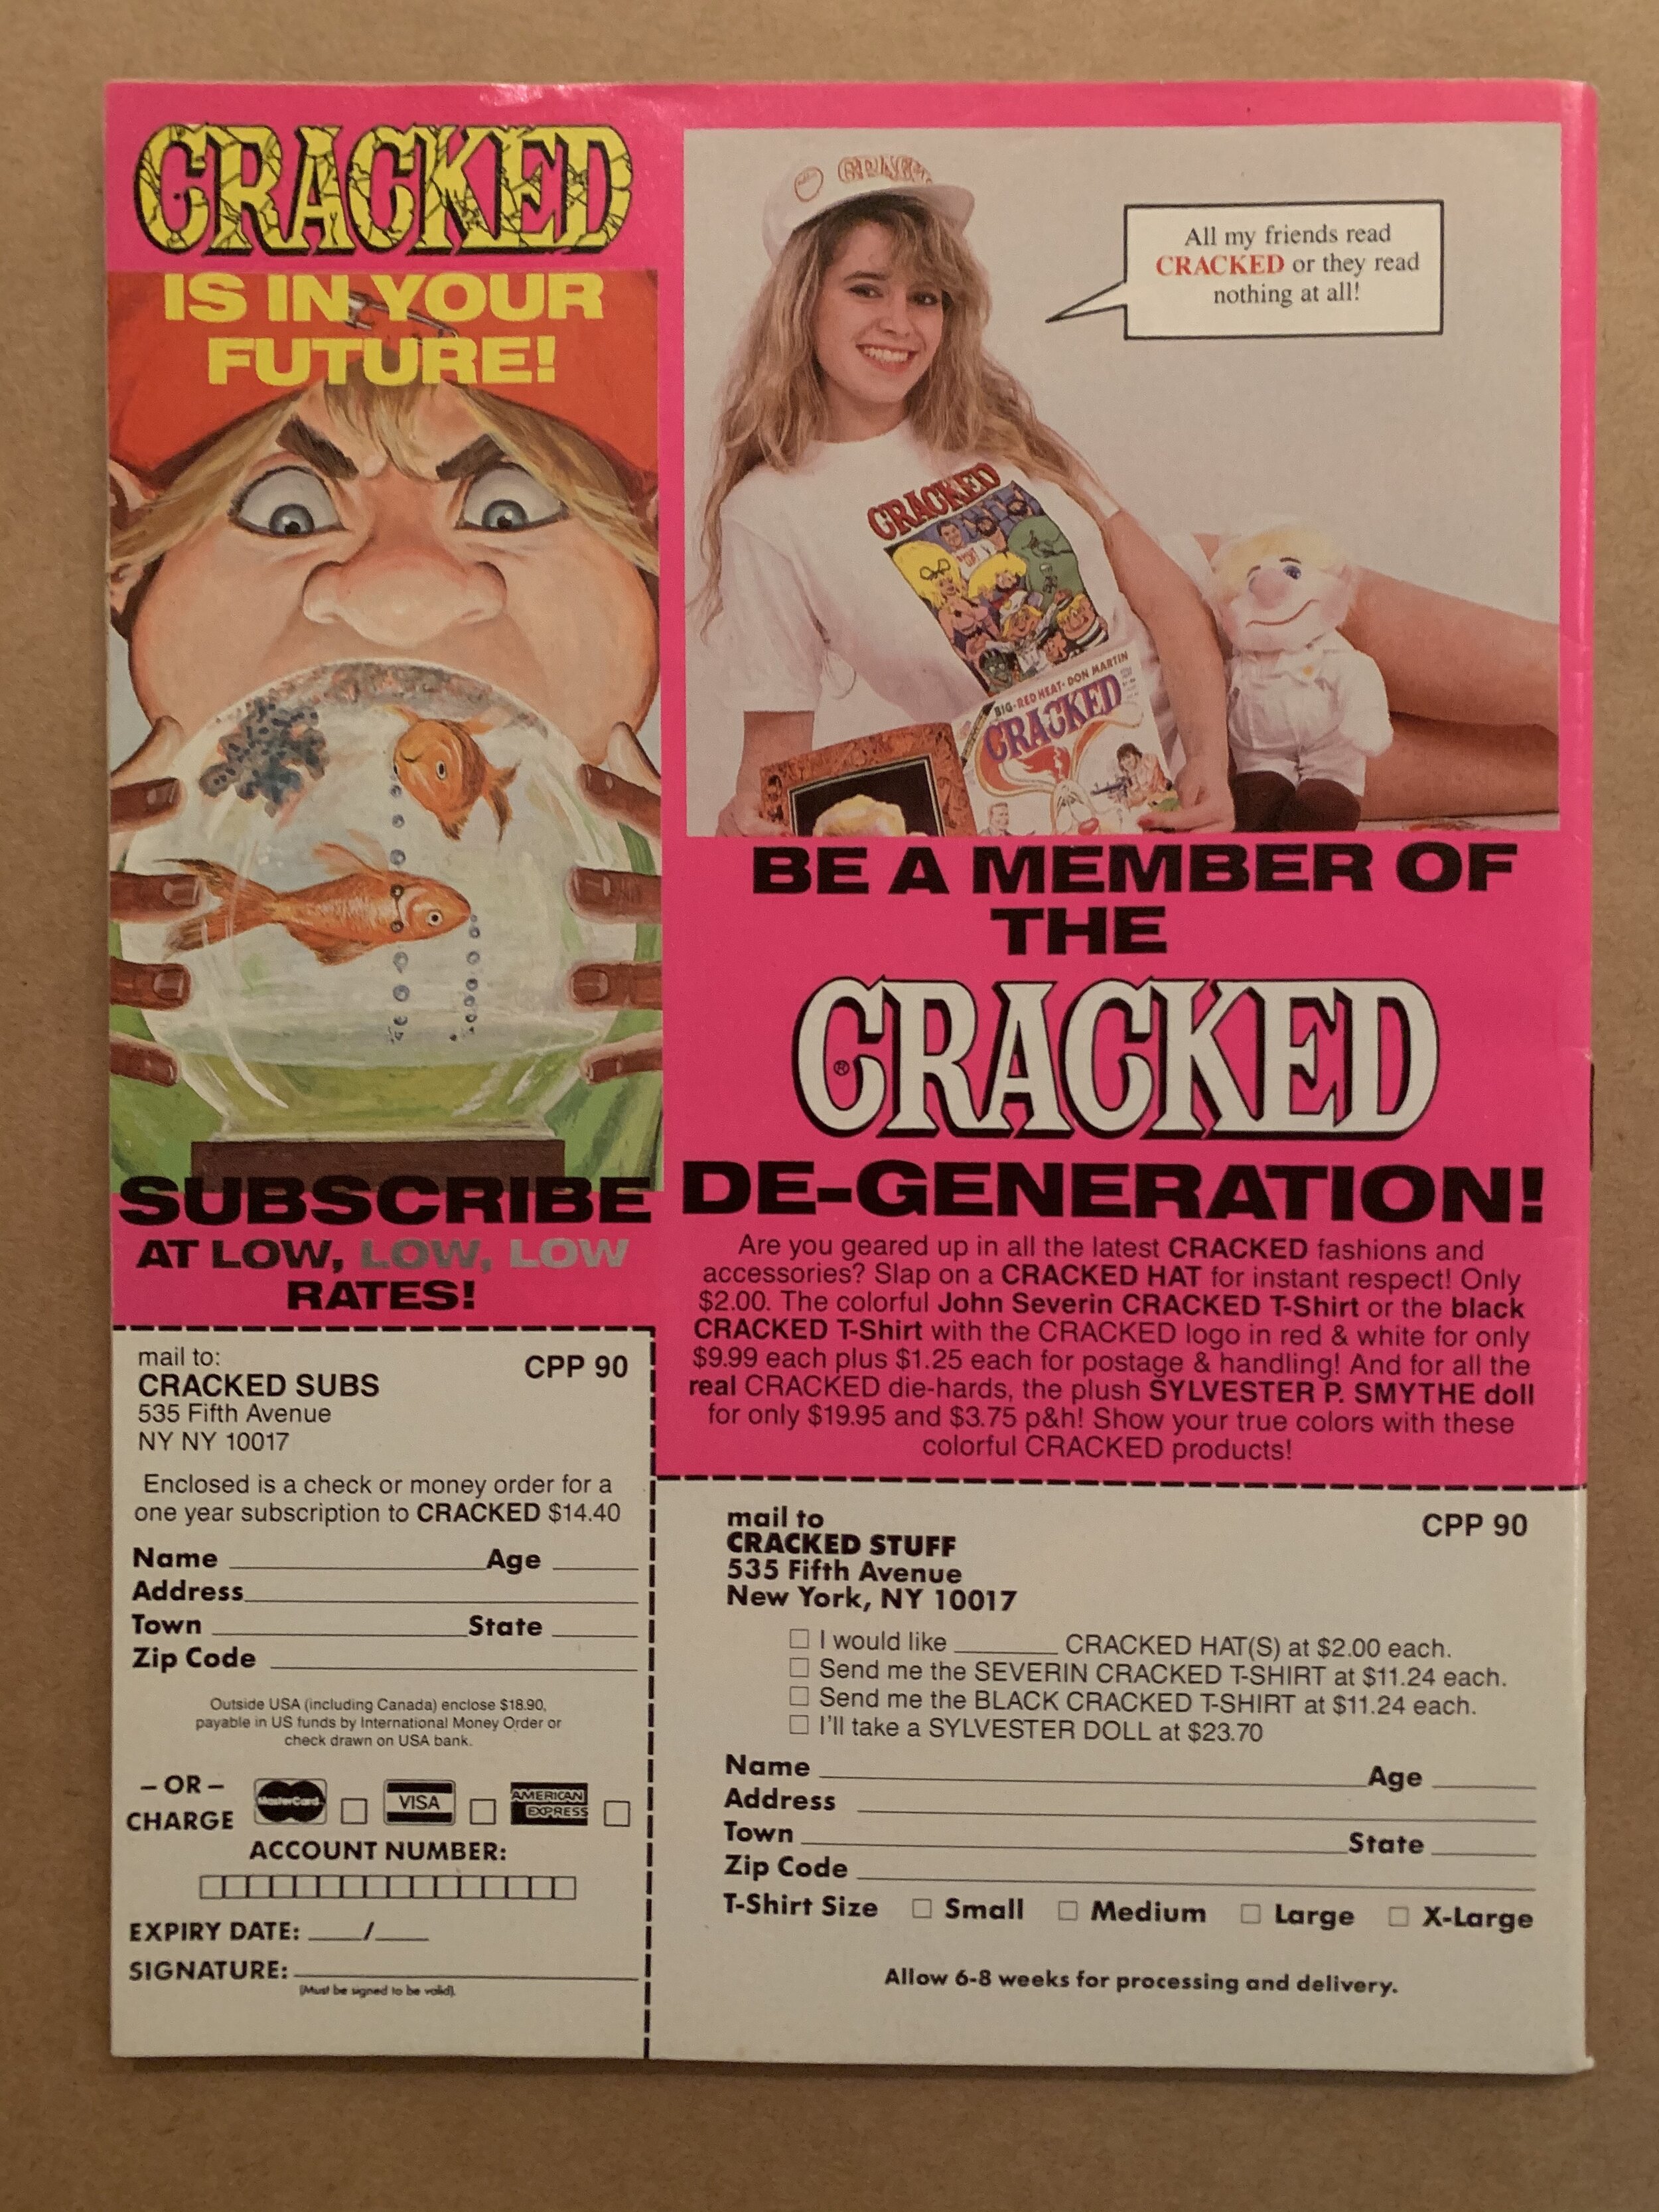 CRACKED
IS IN YOUR
FUTURE!
SUBSCRIBE
AT LOW, LOW, LOW
RATES!
mail to:
CPP 90
CRACKED SUBS
535 Fifth Avenue
NY NY 10017
Enclosed is a check or money order for a
one year subscription to CRACKED $14.40
Name Age
Address
Town State
Zip Code
Outside USA (including Canada) enclose $18.90,
payable in US funds by International Money Order or
check drawn on USA bank.
– OR –
CHARGE
MasterCard
VISA
AMERICAN
EXPRESS
ACCOUNT NUMBER:
EXPIRY DATE: /
SIGNATURE:
(Must be signed to be valid).
All my friends read
CRACKED or they read
nothing at all!
CRACKED
BIG-RED HEAT• DON MARTIN
CRACKED
BE A MEMBER OF
THE
CRACKED
®
DE-GENERATION!
Are you geared up in all the latest CRACKED fashions and
accessories? Slap on a CRACKED HAT for instant respect! Only
$2.00. The colorful John Severin CRACKED T-Shirt or the black
CRACKED T-Shirt with the CRACKED logo in red & white for only
$9.99 each plus $1.25 each for postage & handling! And for all the
real CRACKED die-hards, the plush SYLVESTER P. SMYTHE doll
for only $19.95 and $3.75 p&h! Show your true colors with these
colorful CRACKED products!
mail to
CPP 90
CRACKED STUFF
535 Fifth Avenue
New York, NY 10017
I would like CRACKED HAT(S) at $2.00 each.
Send me the SEVERIN CRACKED T-SHIRT at $11.24 each.
Send me the BLACK CRACKED T-SHIRT at $11.24 each.
I'll take a SYLVESTER DOLL at $23.70
Name Age
Address
Town State
Zip Code
T-Shirt Size Small Medium Large X-Large
Allow 6-8 weeks for processing and delivery.